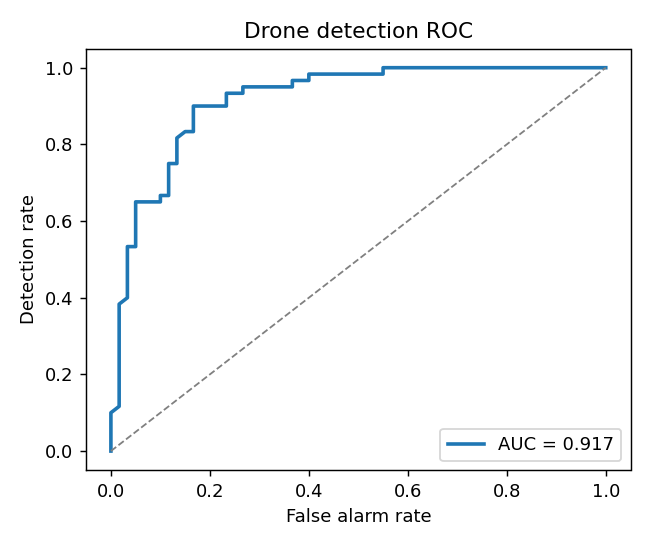 Drone detection ROC
1.0
0.8
0.6
0.4
0.2
0.0
Detection rate
AUC = 0.917
0.0 0.2 0.4 0.6 0.8 1.0
False alarm rate